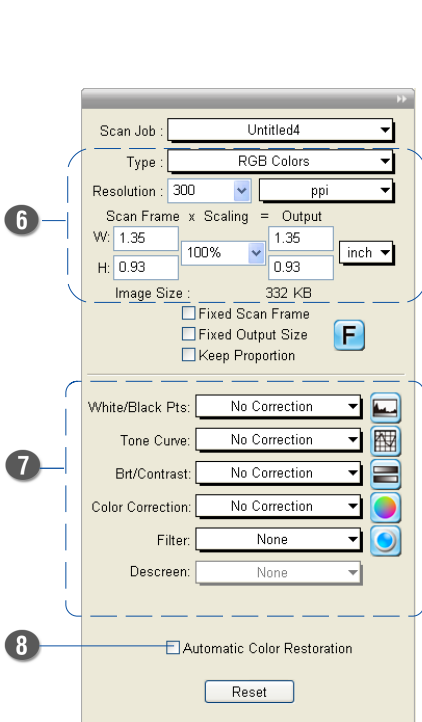 Scan Job : Untitled4
6
Type : RGB Colors
Resolution : 300 ppi
Scan Frame x Scaling = Output
W: 1.35 100% 1.35 inch
H: 0.93 0.93
Image Size : 332 KB
Fixed Scan Frame
Fixed Output Size F
Keep Proportion
7
White/Black Pts: No Correction
Tone Curve: No Correction
Brt/Contrast: No Correction
Color Correction: No Correction
Filter: None
Descreen: None
8 Automatic Color Restoration
Reset